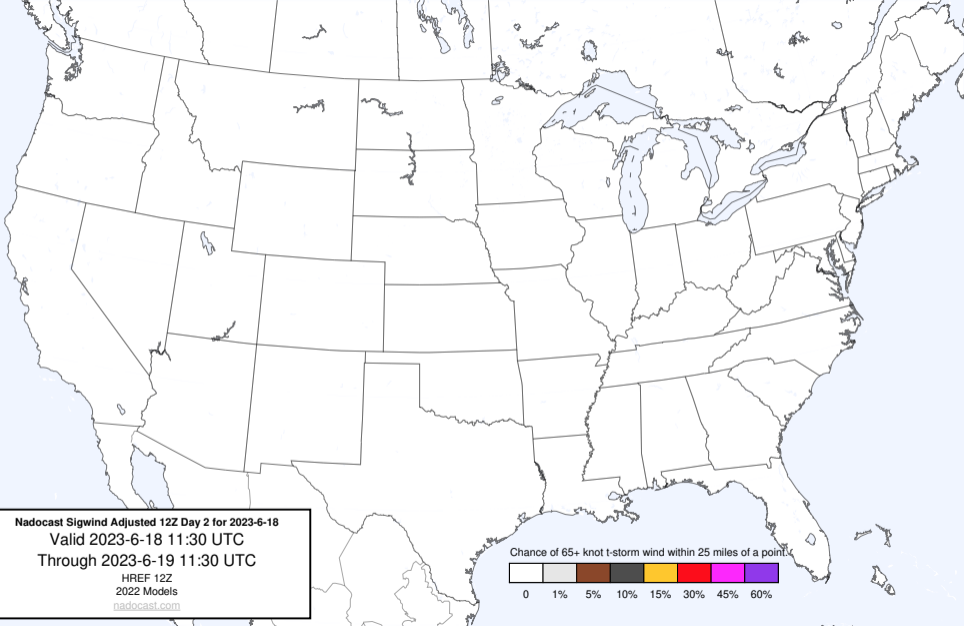 Nadocast Sigwind Adjusted 12Z Day 2 for 2023-6-18
Valid 2023-6-18 11:30 UTC
Through 2023-6-19 11:30 UTC
HREF 12Z
2022 Models
nadocast.com
Chance of 65+ knot t-storm wind within 25 miles of a point.
0 1% 5% 10% 15% 30% 45% 60%